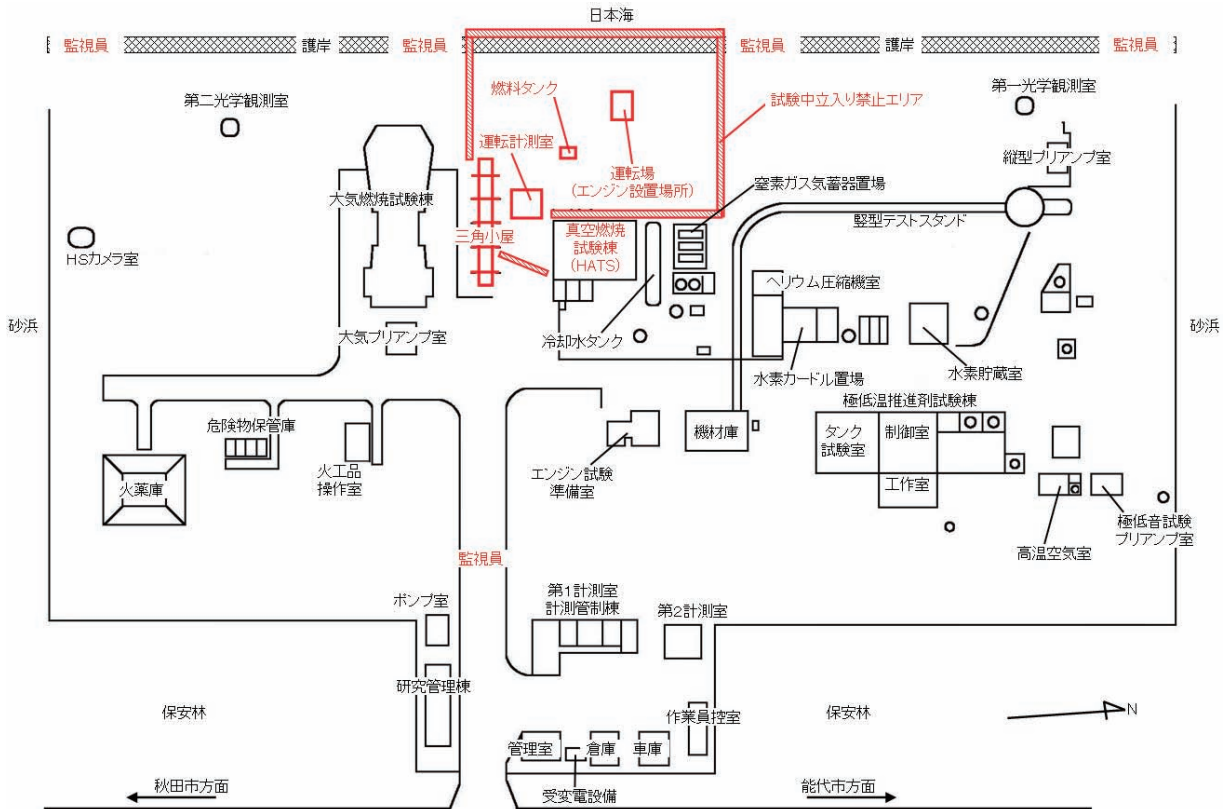 日本海
監視員
護岸
監視員
監視員
護岸
監視員
第二光学観測室
燃料タンク
試験中立入り禁止エリア
第一光学観測室
運転計測室
縦型プリアンプ室
大気燃焼試験棟
運転場
(エンジン設置場所)
窒素ガス気蓄器置場
竪型テストスタンド
三角小屋
真空燃焼
試験棟
(HATS)
HSカメラ室
ヘリウム圧縮機室
砂浜
砂浜
大気プリアンプ室
冷却水タンク
水素カードル置場
水素貯蔵室
極低温推進剤試験棟
危険物保管庫
機材庫
タンク
試験室
制御室
火薬庫
火工品
操作室
エンジン試験
準備室
工作室
極低音試験
プリアンプ室
高温空気室
監視員
ポンプ室
第1計測室
計測管制棟
第2計測室
研究管理棟
保安林
作業員控室
保安林
N
管理室
倉庫
車庫
秋田市方面
受変電設備
能代市方面